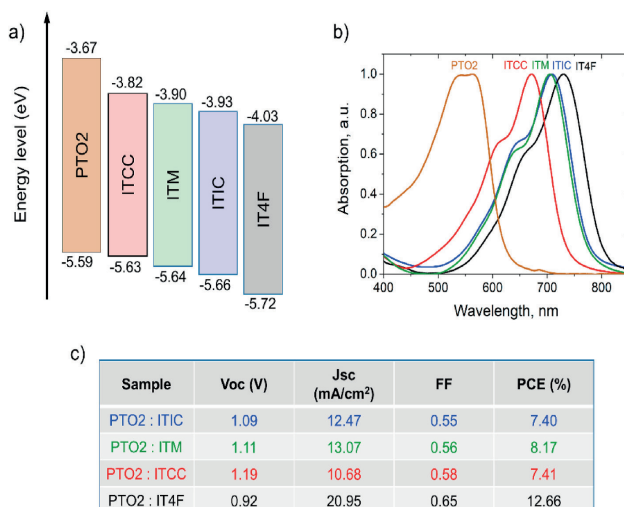 a)
Energy level (eV)
-3.67
PTO2
-5.59
-3.82
ITCC
-5.63
-3.90
ITM
-5.64
-3.93
ITIC
-5.66
-4.03
IT4F
-5.72
b)
PTO2 ITCC ITM ITIC IT4F
Absorption, a.u.
1.0
0.8
0.6
0.4
0.2
0.0
400 500 600 700 800
Wavelength, nm
c)
Sample Voc (V) Jsc (mA/cm²) FF PCE (%)
PTO2 : ITIC 1.09 12.47 0.55 7.40
PTO2 : ITM 1.11 13.07 0.56 8.17
PTO2 : ITCC 1.19 10.68 0.58 7.41
PTO2 : IT4F 0.92 20.95 0.65 12.66